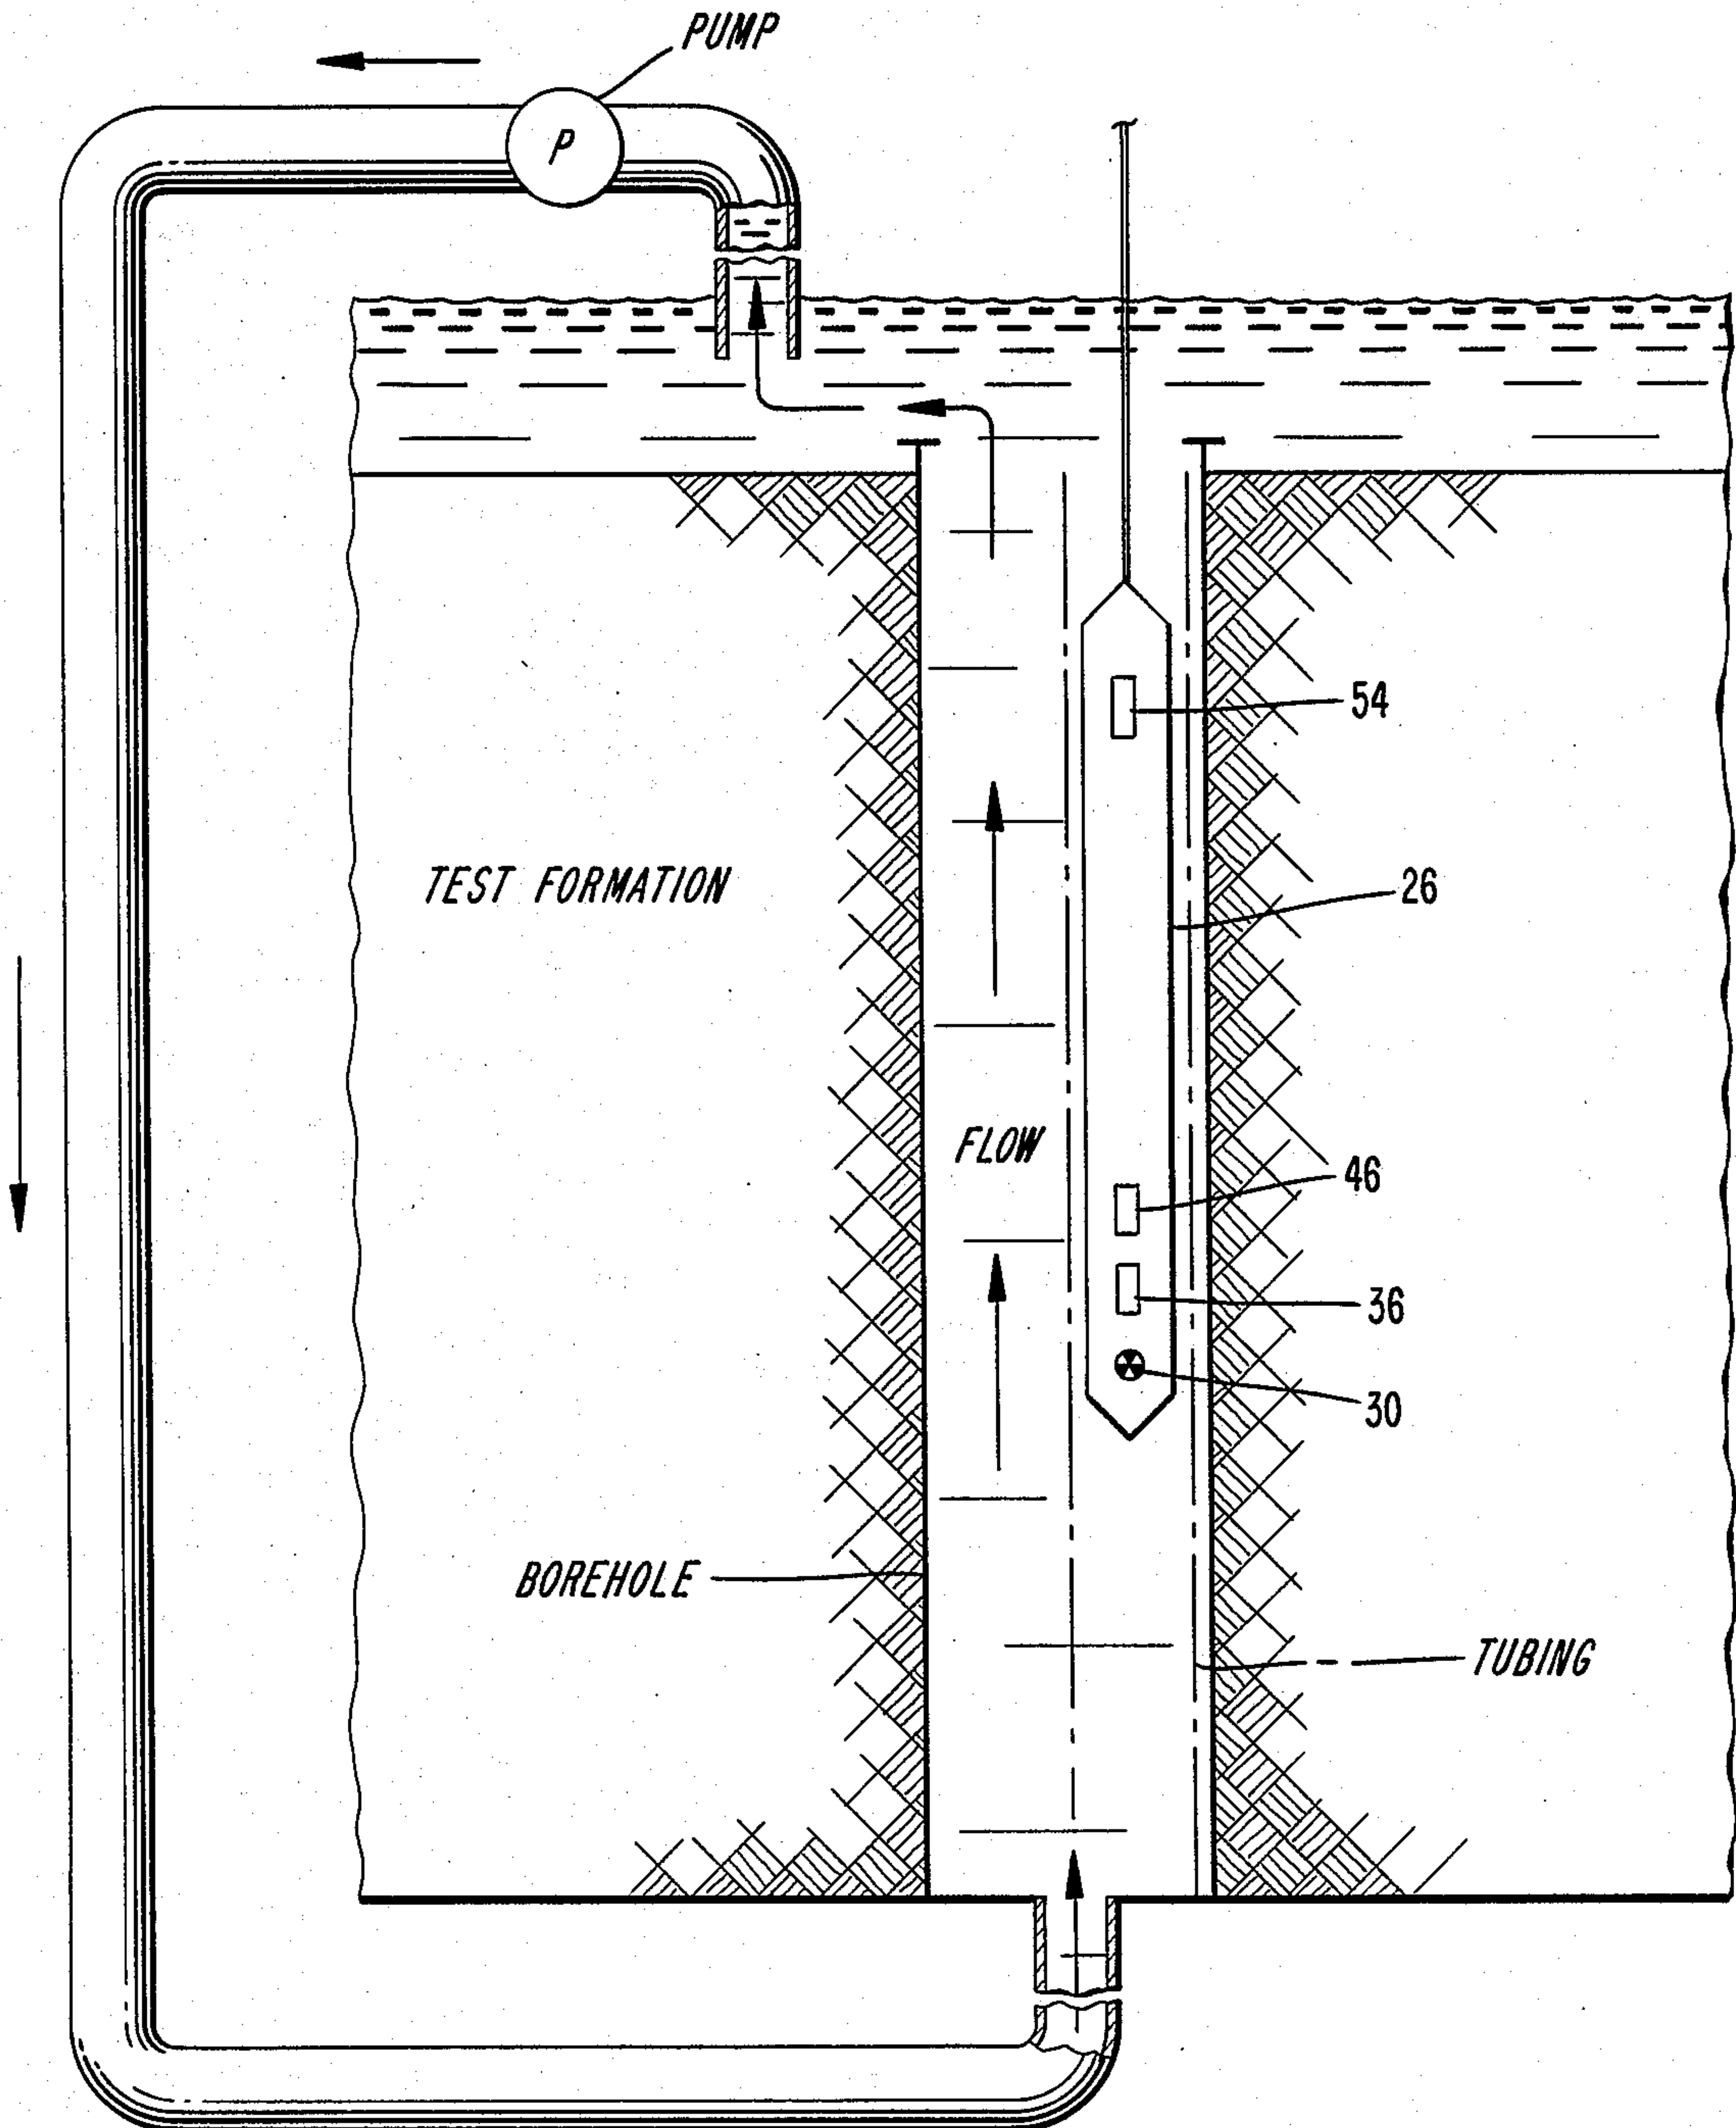 PUMP
P
54
TEST FORMATION
26
FLOW
46
36
30
BOREHOLE
TUBING